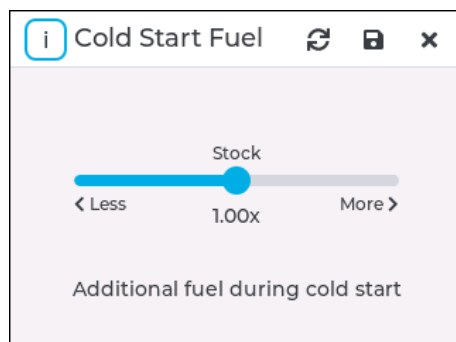 i Cold Start Fuel
Stock
Less More
1.00x
Additional fuel during cold start